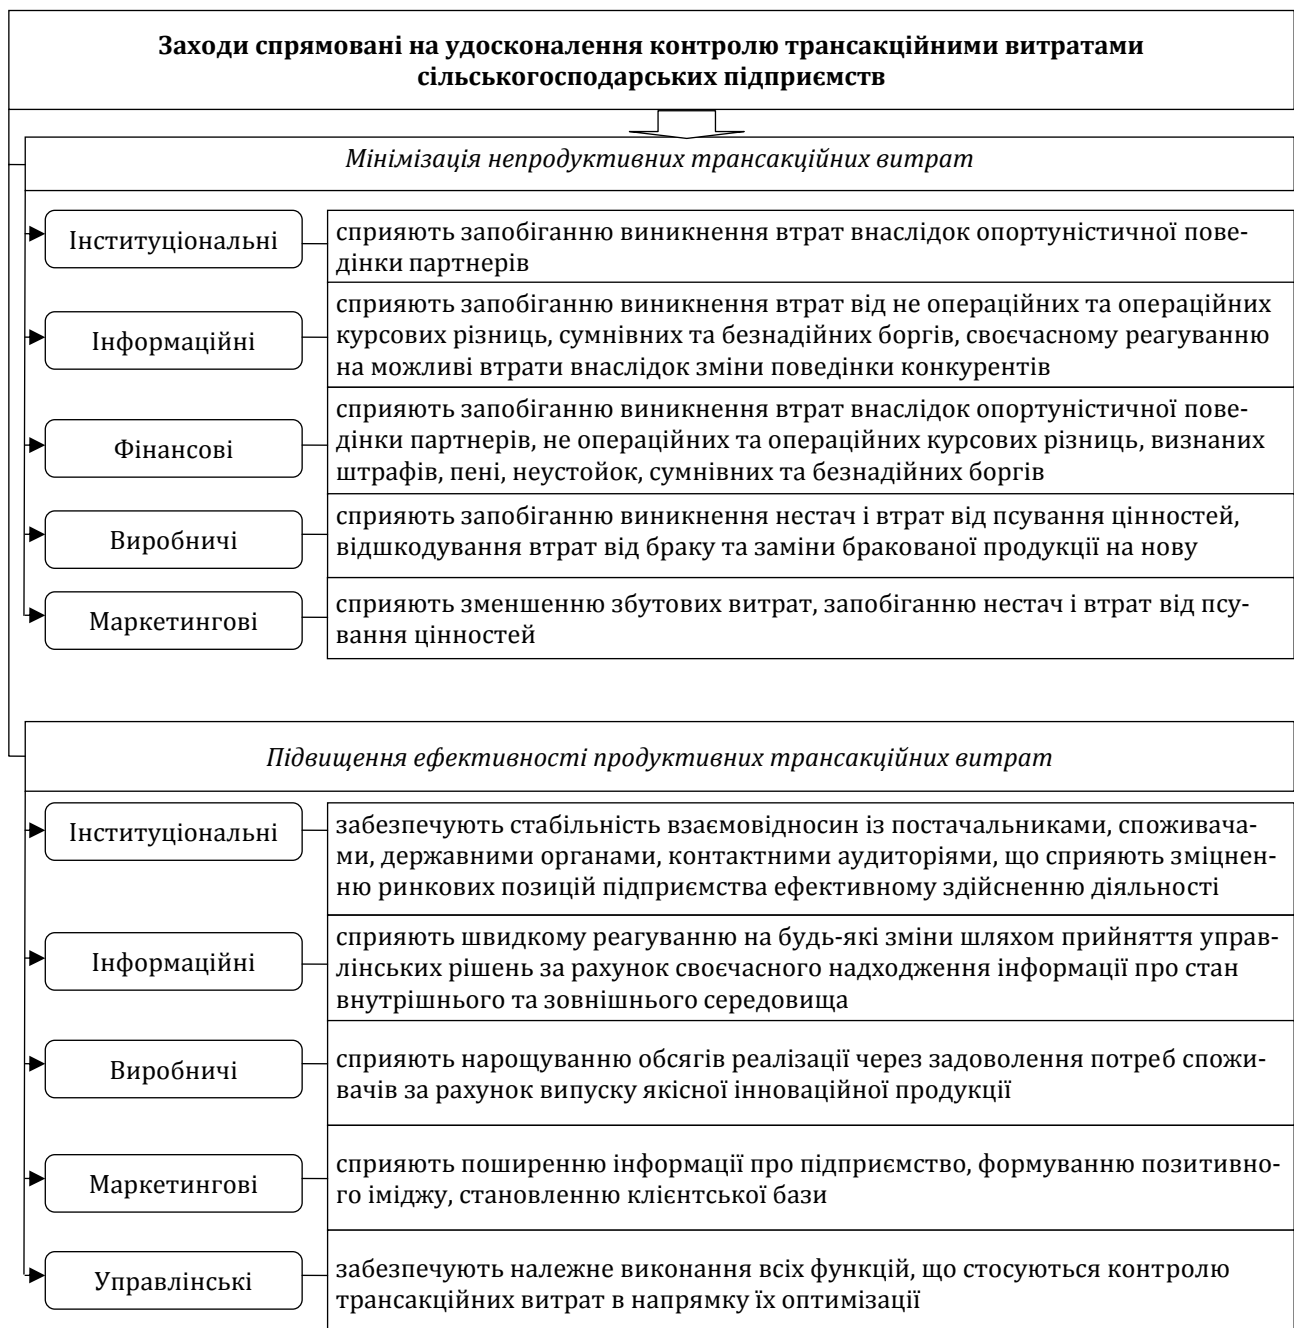 Заходи спрямовані на удосконалення контролю трансакційними витратами
сільськогосподарських підприємств
Мінімізація непродуктивних трансакційних витрат
Інституціональні
сприяють запобіганню виникнення втрат внаслідок опортуністичної пове-
дінки партнерів
Інформаційні
сприяють запобіганню виникнення втрат від не операційних та операційних
курсових різниць, сумнівних та безнадійних боргів, своєчасному реагуванню
на можливі втрати внаслідок зміни поведінки конкурентів
Фінансові
сприяють запобіганню виникнення втрат внаслідок опортуністичної пове-
дінки партнерів, не операційних та операційних курсових різниць, визнаних
штрафів, пені, неустойок, сумнівних та безнадійних боргів
Виробничі
сприяють запобіганню виникнення нестач і втрат від псування цінностей,
відшкодування втрат від браку та заміни бракованої продукції на нову
Маркетингові
сприяють зменшенню збутових витрат, запобіганню нестач і втрат від псу-
вання цінностей
Підвищення ефективності продуктивних трансакційних витрат
Інституціональні
забезпечують стабільність взаємовідносин із постачальниками, споживача-
ми, державними органами, контактними аудиторіями, що сприяють зміцнен-
ню ринкових позицій підприємства ефективному здійсненню діяльності
Інформаційні
сприяють швидкому реагуванню на будь-які зміни шляхом прийняття управ-
лінських рішень за рахунок своєчасного надходження інформації про стан
внутрішнього та зовнішнього середовища
Виробничі
сприяють нарощуванню обсягів реалізації через задоволення потреб спожи-
вачів за рахунок випуску якісної інноваційної продукції
Маркетингові
сприяють поширенню інформації про підприємство, формуванню позитивно-
го іміджу, становленню клієнтської бази
Управлінські
забезпечують належне виконання всіх функцій, що стосуються контролю
трансакційних витрат в напрямку їх оптимізації